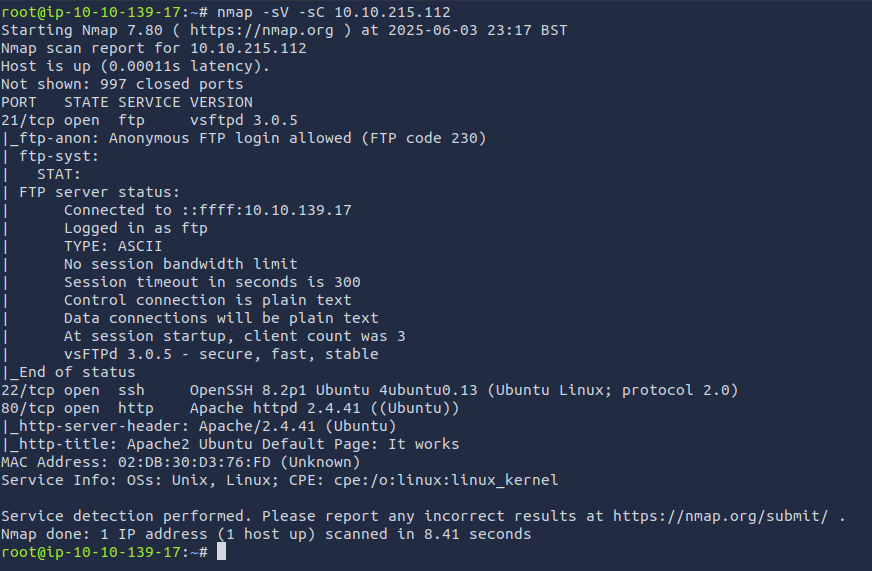 root@ip-10-10-139-17:~# nmap -sV -sC 10.10.215.112
Starting Nmap 7.80 ( https://nmap.org ) at 2025-06-03 23:17 BST
Nmap scan report for 10.10.215.112
Host is up (0.00011s latency).
Not shown: 997 closed ports
PORT   STATE SERVICE VERSION
21/tcp open  ftp     vsftpd 3.0.5
|_ftp-anon: Anonymous FTP login allowed (FTP code 230)
| ftp-syst:
|   STAT:
| FTP server status:
|      Connected to ::ffff:10.10.139.17
|      Logged in as ftp
|      TYPE: ASCII
|      No session bandwidth limit
|      Session timeout in seconds is 300
|      Control connection is plain text
|      Data connections will be plain text
|      At session startup, client count was 3
|      vsFTPd 3.0.5 - secure, fast, stable
|_End of status
22/tcp open  ssh     OpenSSH 8.2p1 Ubuntu 4ubuntu0.13 (Ubuntu Linux; protocol 2.0)
80/tcp open  http    Apache httpd 2.4.41 ((Ubuntu))
|_http-server-header: Apache/2.4.41 (Ubuntu)
|_http-title: Apache2 Ubuntu Default Page: It works
MAC Address: 02:DB:30:D3:76:FD (Unknown)
Service Info: OSs: Unix, Linux; CPE: cpe:/o:linux:linux_kernel

Service detection performed. Please report any incorrect results at https://nmap.org/submit/ .
Nmap done: 1 IP address (1 host up) scanned in 8.41 seconds
root@ip-10-10-139-17:~#